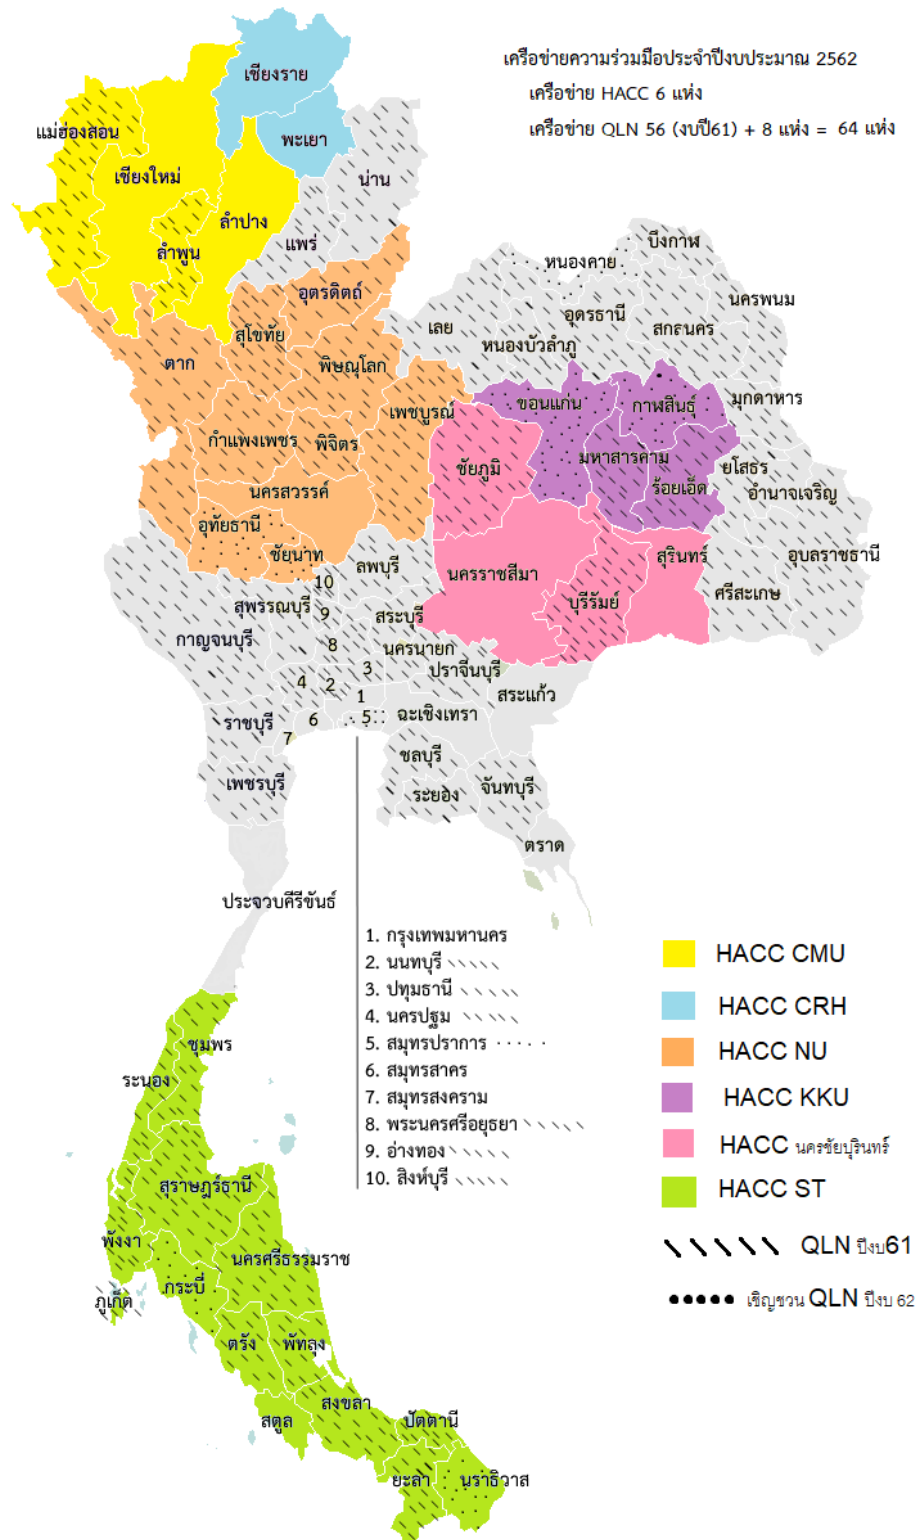 เครือข่ายความร่วมมือประจำปีงบประมาณ 2562
เครือข่าย HACC 6 แห่ง
เครือข่าย QLN 56 (งบปี61) + 8 แห่ง = 64 แห่ง
เชียงราย
แม่ฮ่องสอน
พะเยา
เชียงใหม่
น่าน
ลำปาง
แพร่
ลำพูน
บึงกาฬ
หนองคาย
อุตรดิตถ์
นครพนม
อุดรธานี
เลย
สกลนคร
สุโขทัย
หนองบัวลำภู
ตาก
พิษณุโลก
มุกดาหาร
เพชบูรณ์
ขอนแก่น
กาฬสินธุ์
กำแพงเพชร
พิจิตร
มหาสารคาม
ชัยภูมิ
ยโสธร
ร้อยเอ็ด
อำนาจเจริญ
นครสวรรค์
อุทัยธานี
ชัยนาท
อุบลราชธานี
สุรินทร์
ลพบุรี
นครราชสีมา
10
ศรีสะเกษ
บุรีรัมย์
สุพรรณบุรี
9
สระบุรี
กาญจนบุรี
8
นครนายก
3
ปราจีนบุรี
4
2
1
สระแก้ว
ราชบุรี
6
5
ฉะเชิงเทรา
7
ชลบุรี
เพชรบุรี
ระยอง
จันทบุรี
ตราด
ประจวบคีรีขันธ์
1. กรุงเทพมหานคร
2. นนทบุรี
3. ปทุมธานี
4. นครปฐม
5. สมุทรปราการ
6. สมุทรสาคร
7. สมุทรสงคราม
8. พระนครศรีอยุธยา
9. อ่างทอง
10. สิงห์บุรี
HACC CMU
HACC CRH
HACC NU
HACC KKU
HACC นครชัยบุรินทร์
HACC ST
QLN ปีงบ61
เชิญชวน QLN ปีงบ 62
ชุมพร
ระนอง
สุราษฎร์ธานี
พังงา
นครศรีธรรมราช
กระบี่
ภูเก็ต
ตรัง
พัทลุง
สงขลา
สตูล
ปัตตานี
ยะลา
นราธิวาส